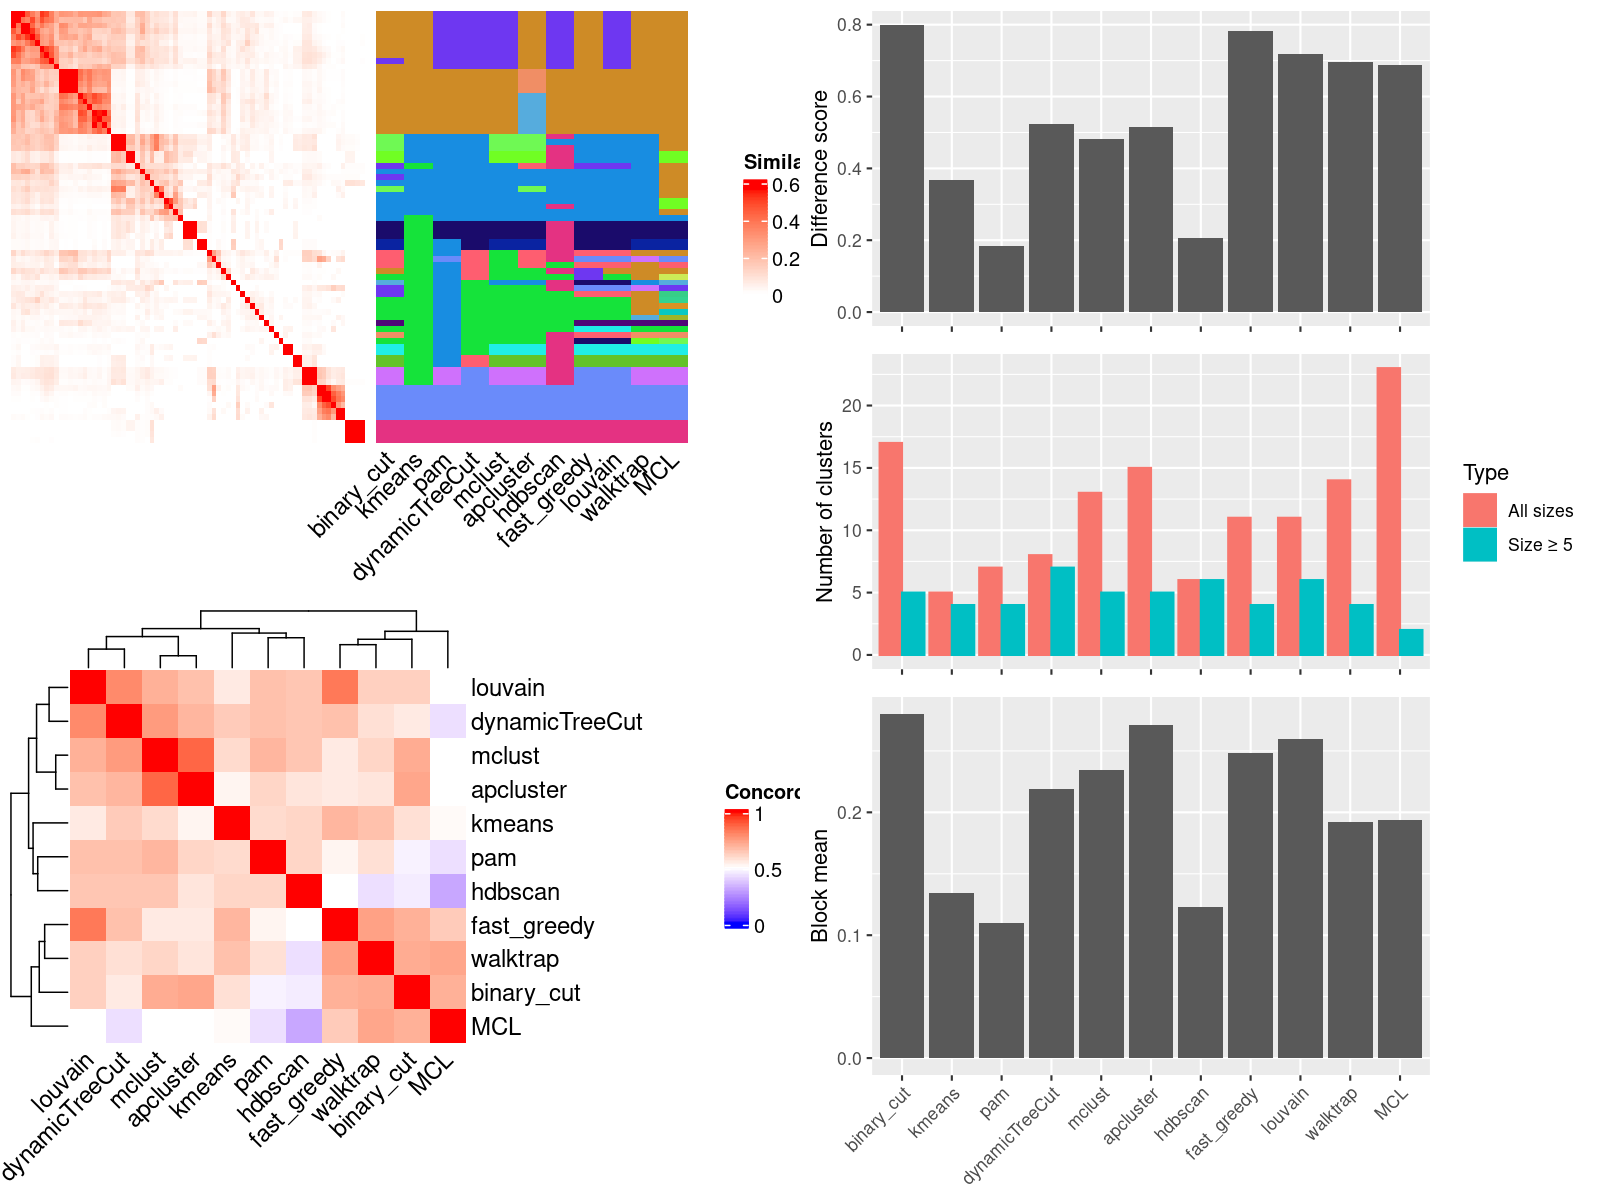 Simila
0.6
0.4
0.2
0
binary_cut
kmeans
pam
dynamicTreeCut
mclust
apcluster
hdbscan
fast_greedy
louvain
walktrap
MCL
louvain
dynamicTreeCut
mclust
apcluster
kmeans
pam
hdbscan
fast_greedy
walktrap
binary_cut
MCL
louvain
dynamicTreeCut
mclust
apcluster
kmeans
pam
hdbscan
fast_greedy
walktrap
binary_cut
MCL
Concord
1
0.5
0
Difference score
0.8
0.6
0.4
0.2
0.0
Number of clusters
20
15
10
5
0
Type
All sizes
Size ≥ 5
Block mean
0.2
0.1
0.0
binary_cut
kmeans
pam
dynamicTreeCut
mclust
apcluster
hdbscan
fast_greedy
louvain
walktrap
MCL